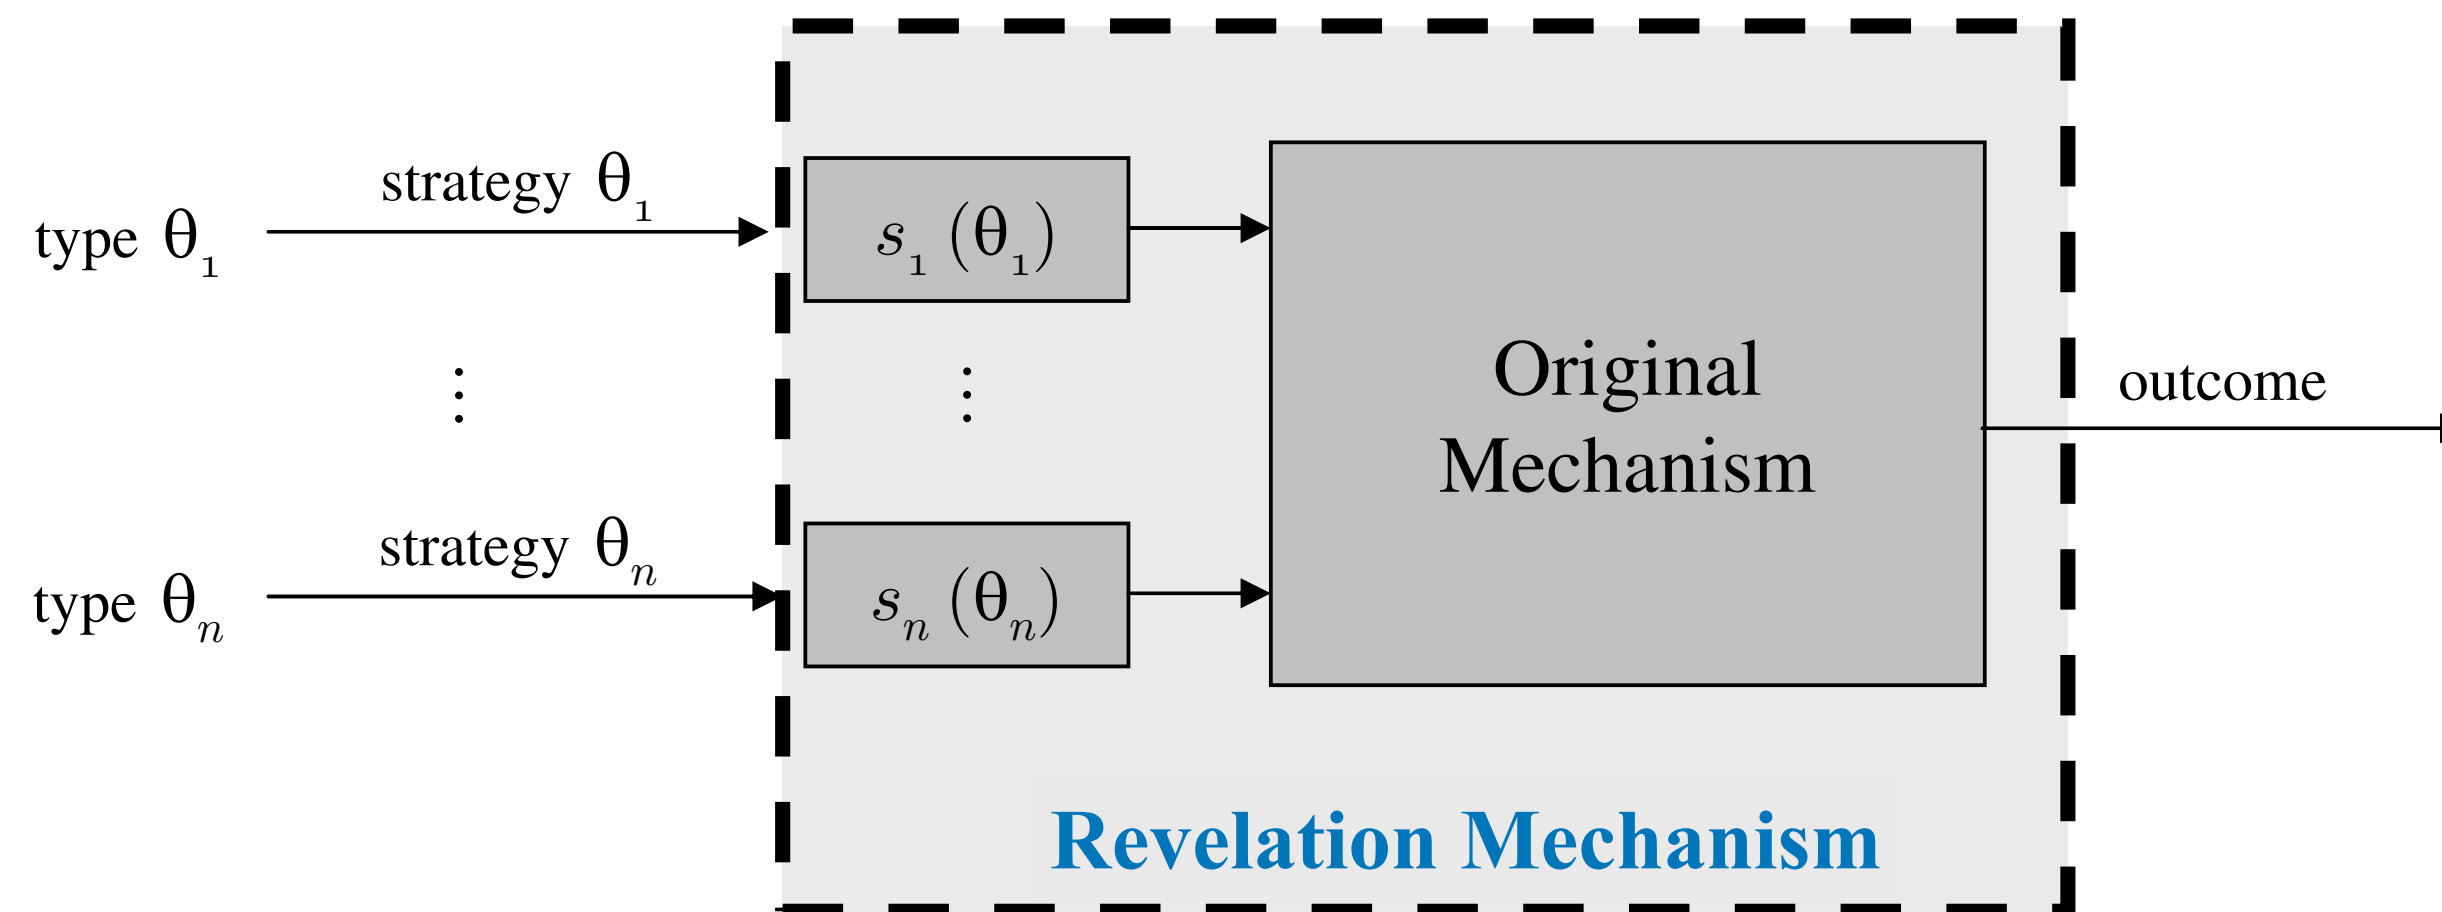 strategy θ₁
type θ₁
s₁ (θ₁)
⋮ ⋮
Original
Mechanism
outcome
strategy θₙ
type θₙ
sₙ (θₙ)
Revelation Mechanism